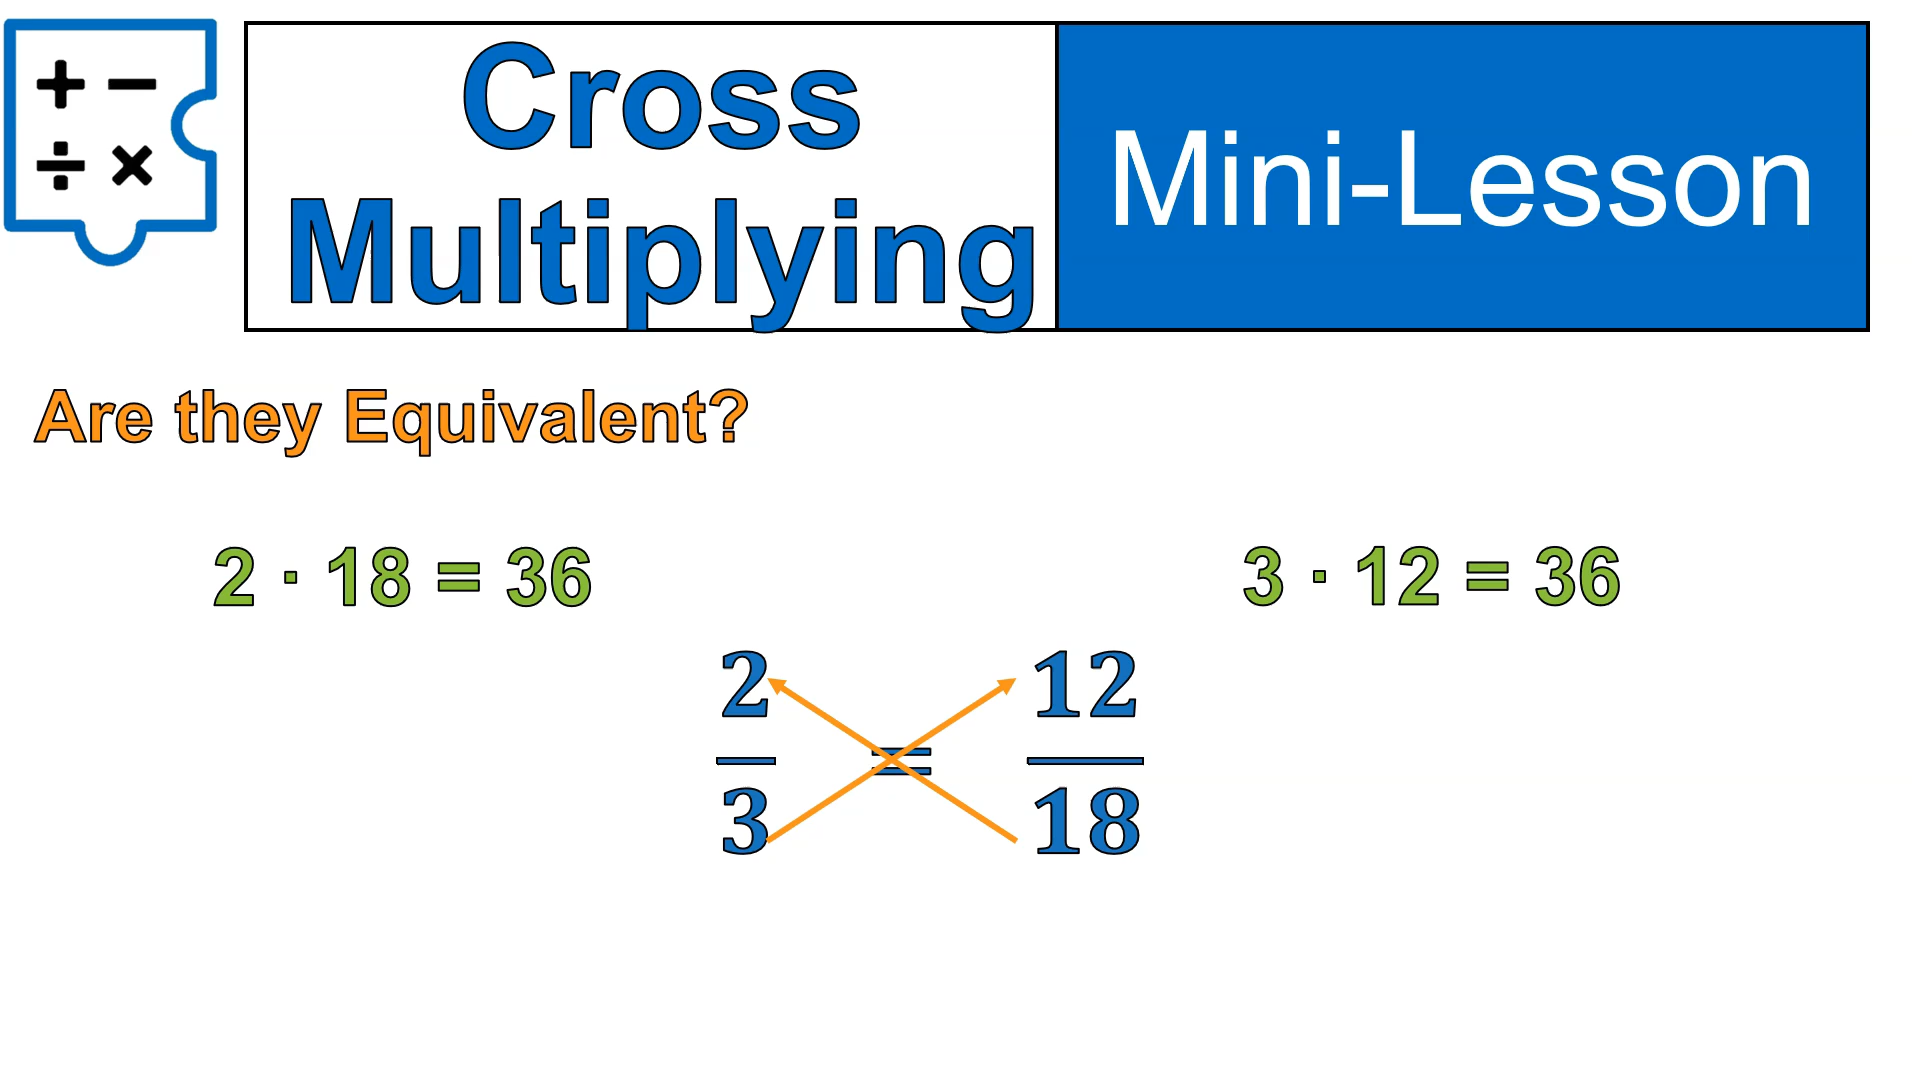 + −
÷ ×
Cross
Multiplying
Mini-Lesson
Are they Equivalent?
2 · 18 = 36
3 · 12 = 36
2/3 = 12/18